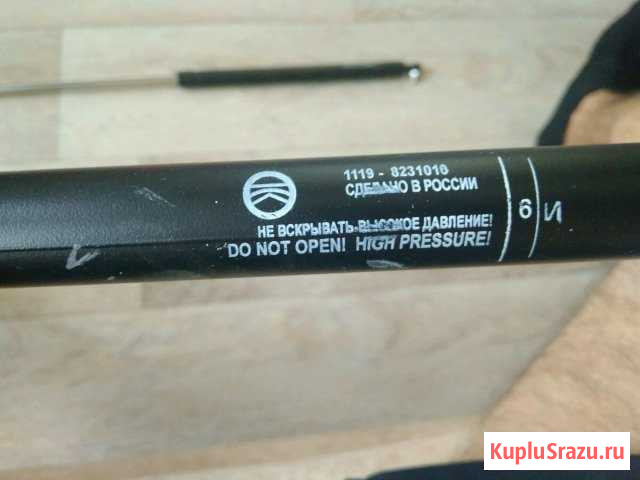 1119 - 8231010
СДЕЛАНО В РОССИИ
НЕ ВСКРЫВАТЬ-ВЫСОКОЕ ДАВЛЕНИЕ!
DO NOT OPEN! HIGH PRESSURE!
6 И
KupluSrazu.ru